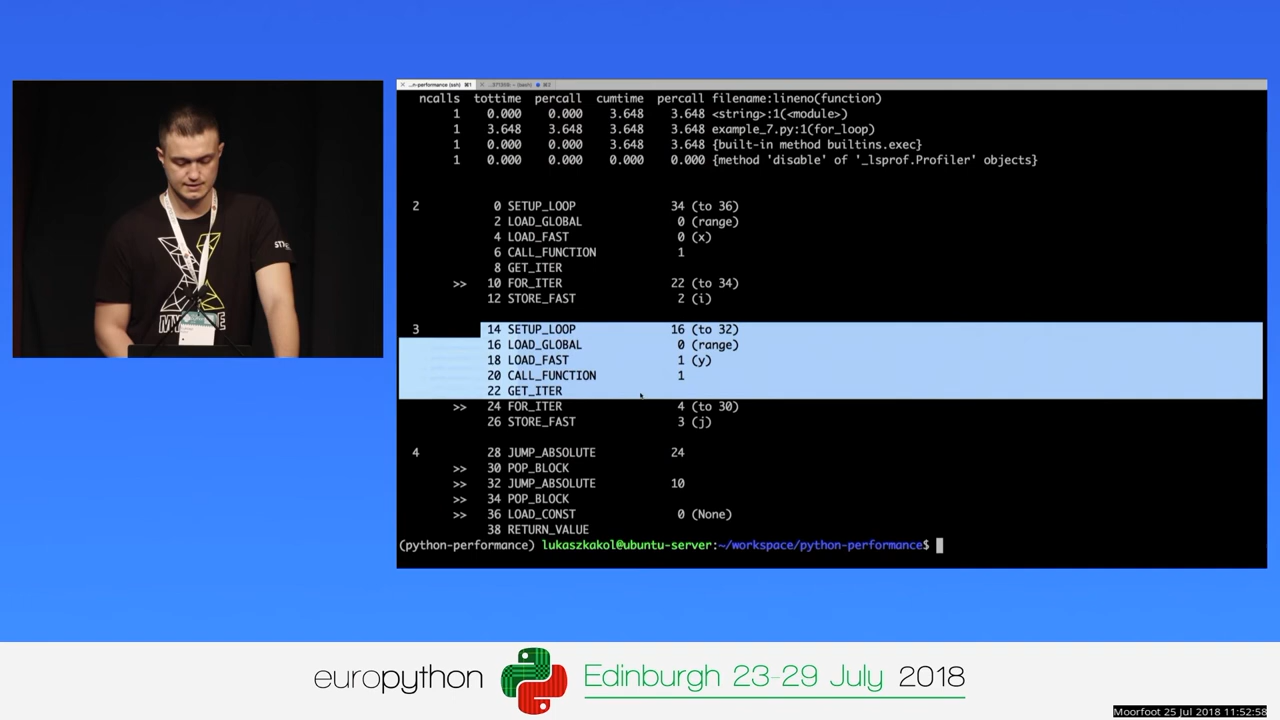 ncalls tottime percall cumtime percall filename:lineno(function)
1 0.000 0.000 3.648 3.648 <string>:1(<module>)
1 3.648 3.648 3.648 3.648 example_7.py:1(for_loop)
1 0.000 0.000 3.648 3.648 {built-in method builtins.exec}
1 0.000 0.000 0.000 0.000 {method 'disable' of '_lsprof.Profiler' objects}
2 0 SETUP_LOOP 34 (to 36)
2 LOAD_GLOBAL 0 (range)
4 LOAD_FAST 0 (x)
6 CALL_FUNCTION 1
8 GET_ITER
>> 10 FOR_ITER 22 (to 34)
12 STORE_FAST 2 (i)
3 14 SETUP_LOOP 16 (to 32)
16 LOAD_GLOBAL 0 (range)
18 LOAD_FAST 1 (y)
20 CALL_FUNCTION 1
22 GET_ITER
>> 24 FOR_ITER 4 (to 30)
26 STORE_FAST 3 (j)
4 28 JUMP_ABSOLUTE 24
>> 30 POP_BLOCK
>> 32 JUMP_ABSOLUTE 10
>> 34 POP_BLOCK
>> 36 LOAD_CONST 0 (None)
38 RETURN_VALUE
(python-performance) lukaszkakol@ubuntu-server:~/workspace/python-performance$
europython Edinburgh 23-29 July 2018
Moorfoot 25 Jul 2018 11:52:58